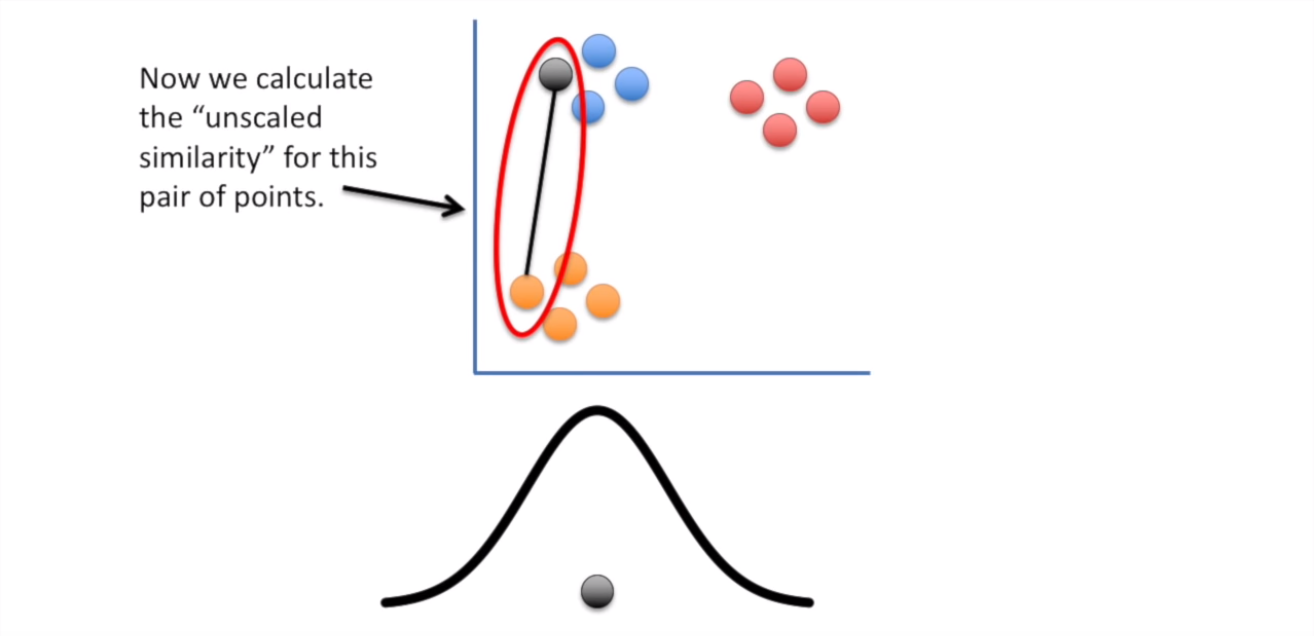 Now we calculate
the “unscaled
similarity” for this
pair of points.